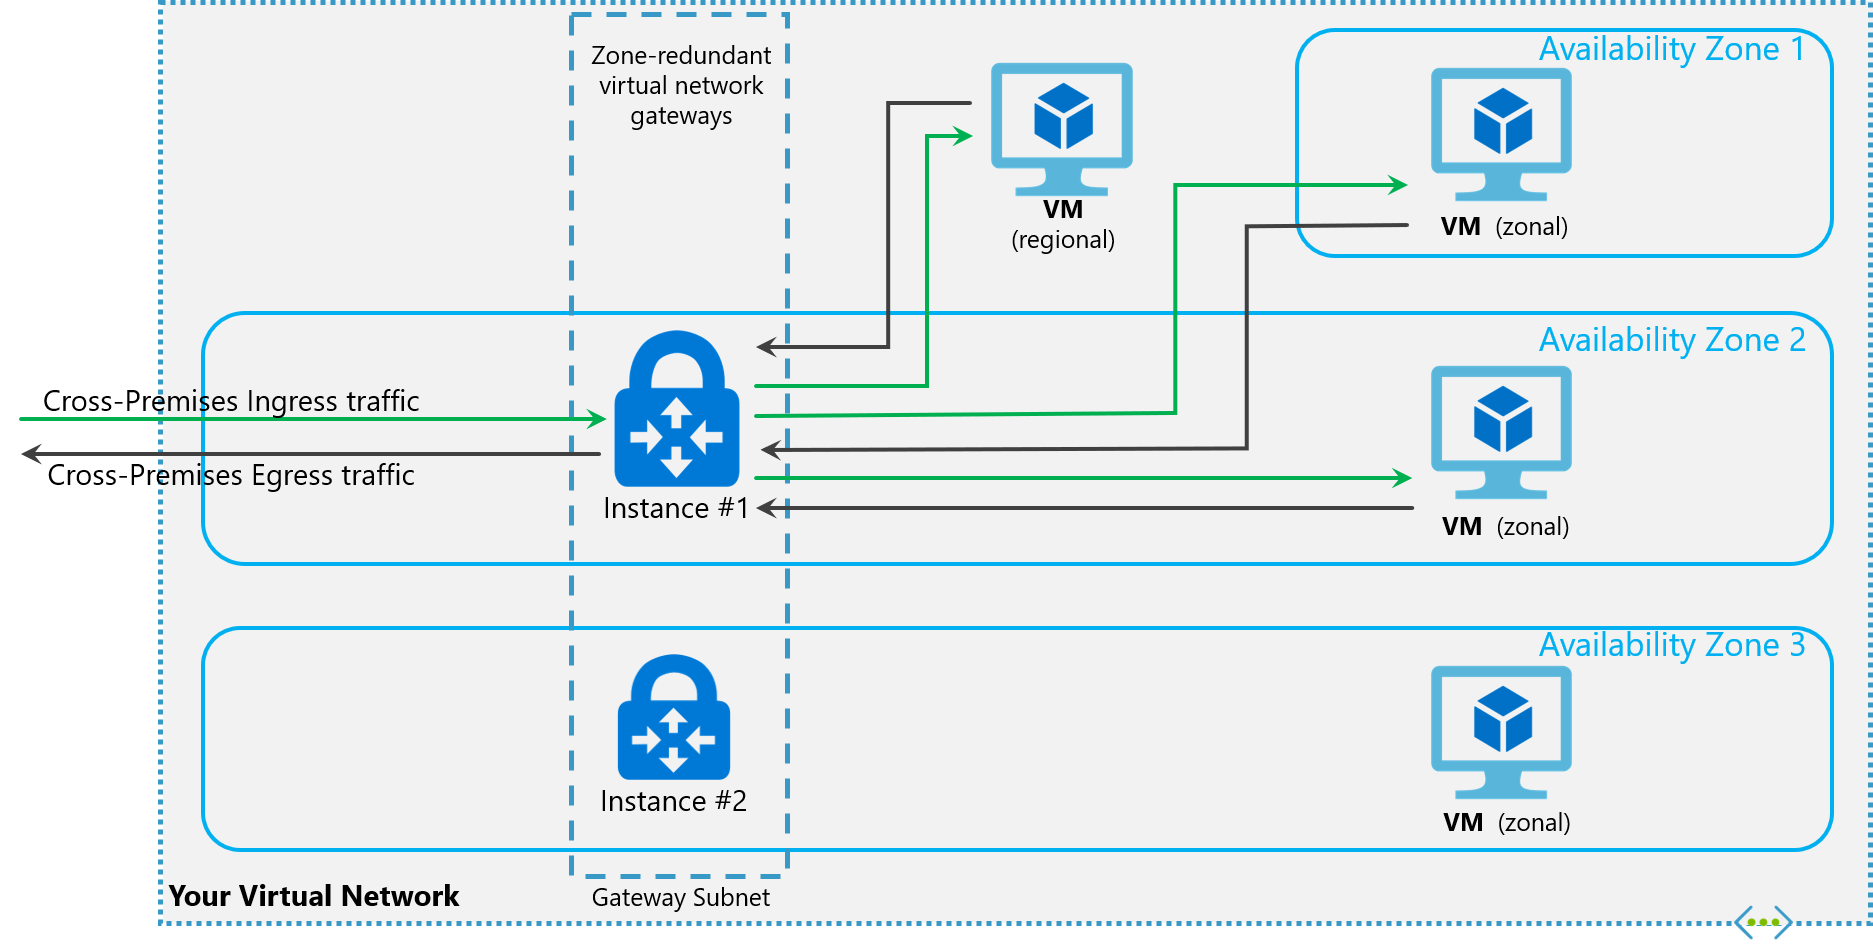 Zone-redundant
virtual network
gateways
Availability Zone 1
VM
(regional)
VM (zonal)
Availability Zone 2
Cross-Premises Ingress traffic
Cross-Premises Egress traffic
Instance #1
VM (zonal)
Availability Zone 3
Instance #2
VM (zonal)
Your Virtual Network
Gateway Subnet